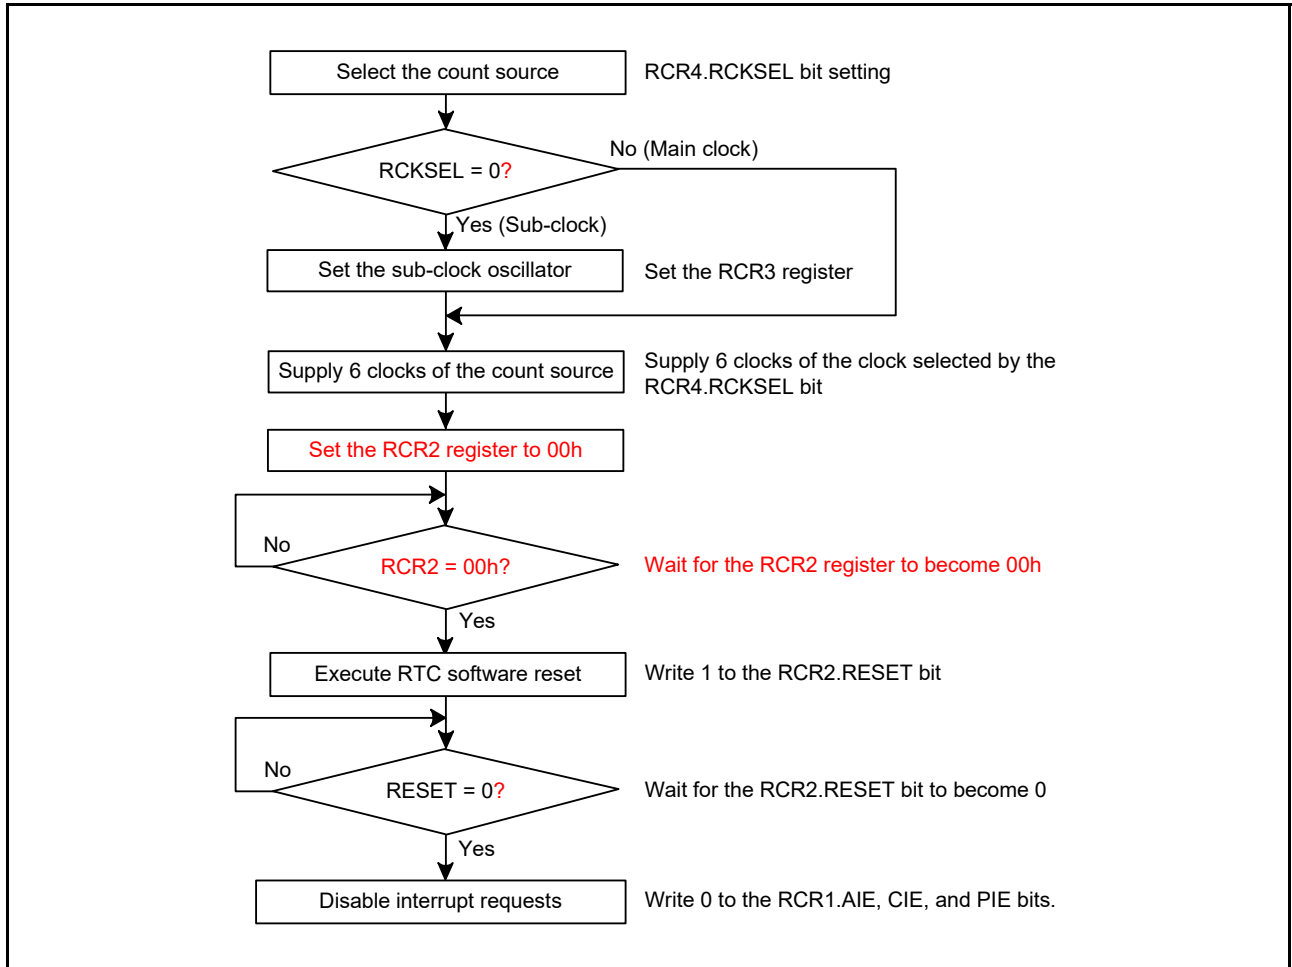 Select the count source
RCR4.RCKSEL bit setting
RCKSEL = 0?
No (Main clock)
Yes (Sub-clock)
Set the sub-clock oscillator
Set the RCR3 register
Supply 6 clocks of the count source
Supply 6 clocks of the clock selected by the
RCR4.RCKSEL bit
Set the RCR2 register to 00h
No
RCR2 = 00h?
Wait for the RCR2 register to become 00h
Yes
Execute RTC software reset
Write 1 to the RCR2.RESET bit
No
RESET = 0?
Wait for the RCR2.RESET bit to become 0
Yes
Disable interrupt requests
Write 0 to the RCR1.AIE, CIE, and PIE bits.